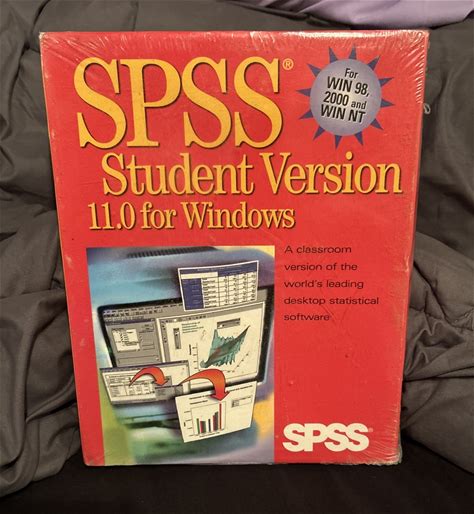 SPSS®
For
WIN 98,
2000 and
WIN NT
Student Version
11.0 for Windows
A classroom
version of the
world's leading
desktop statistical
software
SPSS®